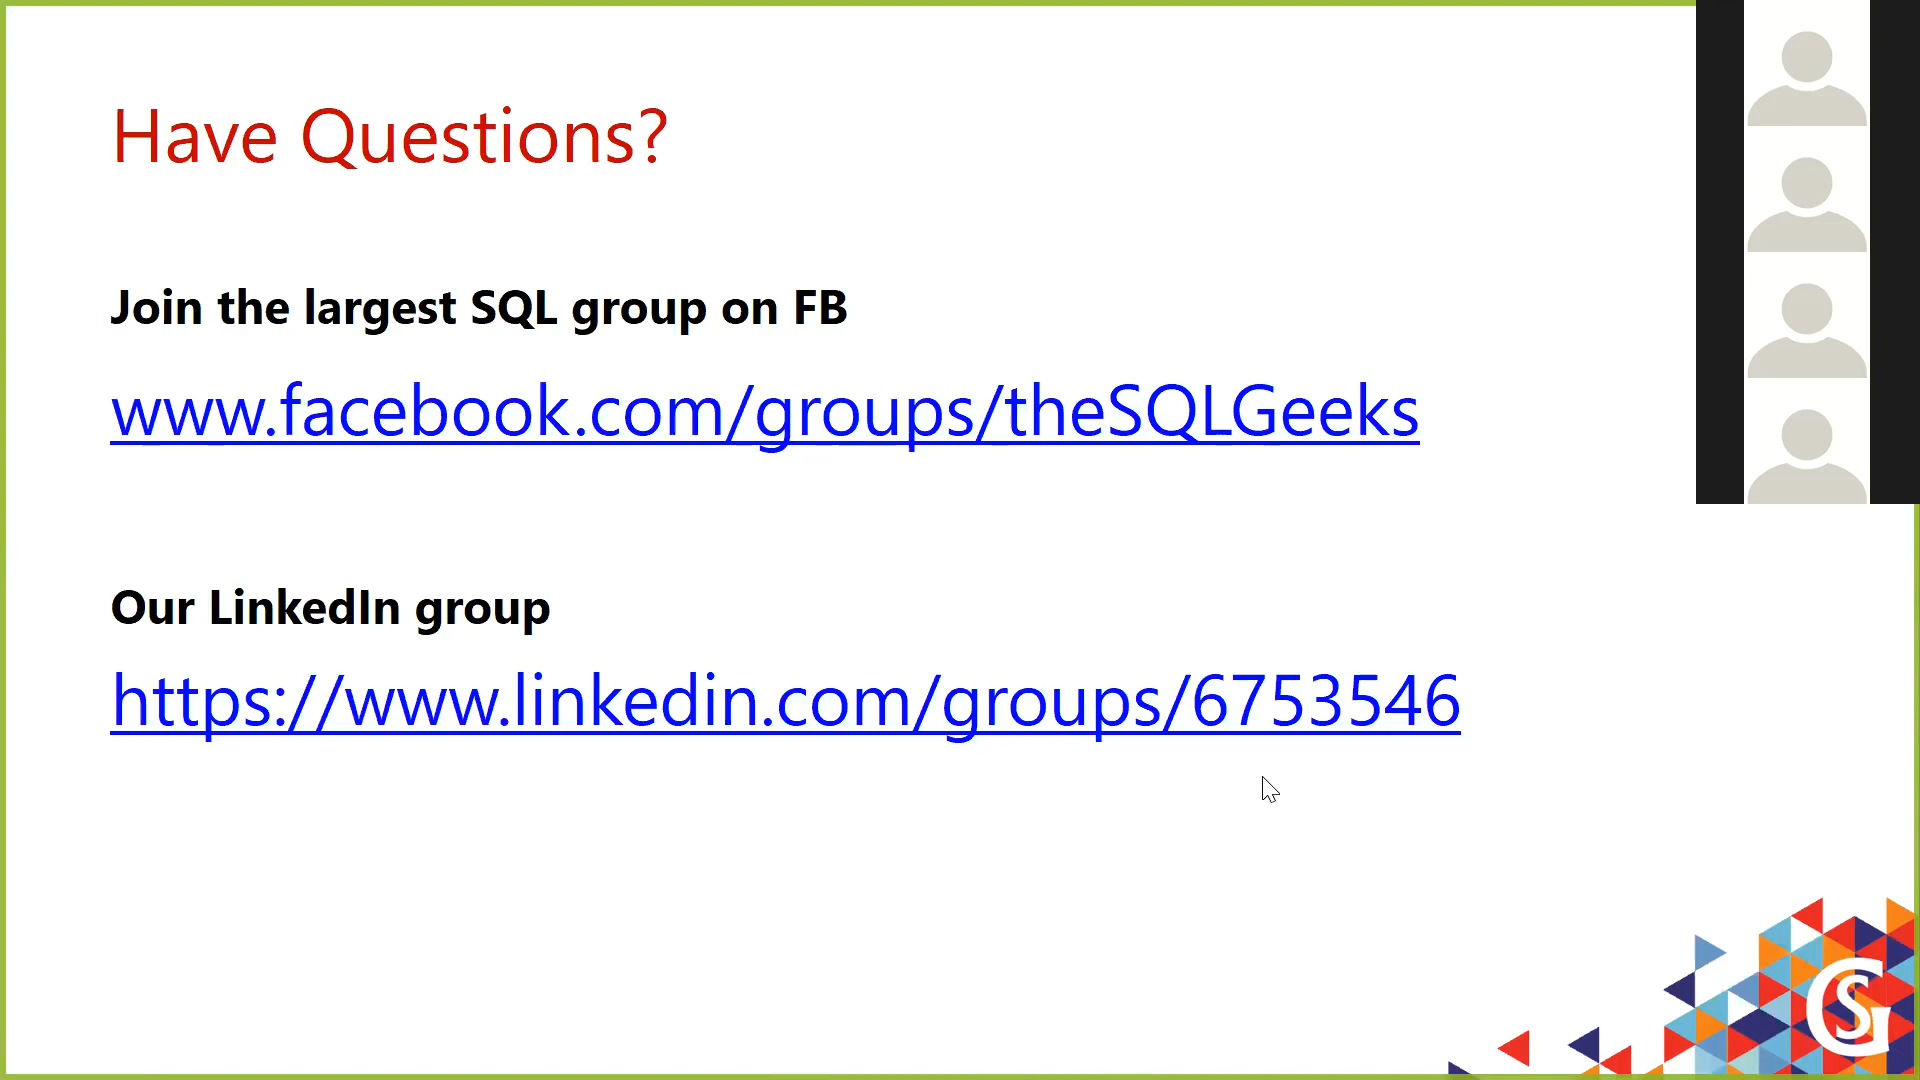 Have Questions?
Join the largest SQL group on FB
www.facebook.com/groups/theSQLGeeks
Our LinkedIn group
https://www.linkedin.com/groups/6753546
SG